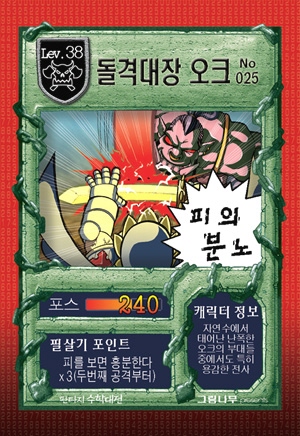 Lev.38
돌격대장 오크 No 025
피의
분노
포스 240
필살기 포인트
피를 보면 흥분한다
x 3(두번째 공격부터)
캐릭터 정보
자연 수에서
태어난 난폭한
오크의 부대들
중에서도 특히
용감한 전사
판타지 수학대전
그림나무